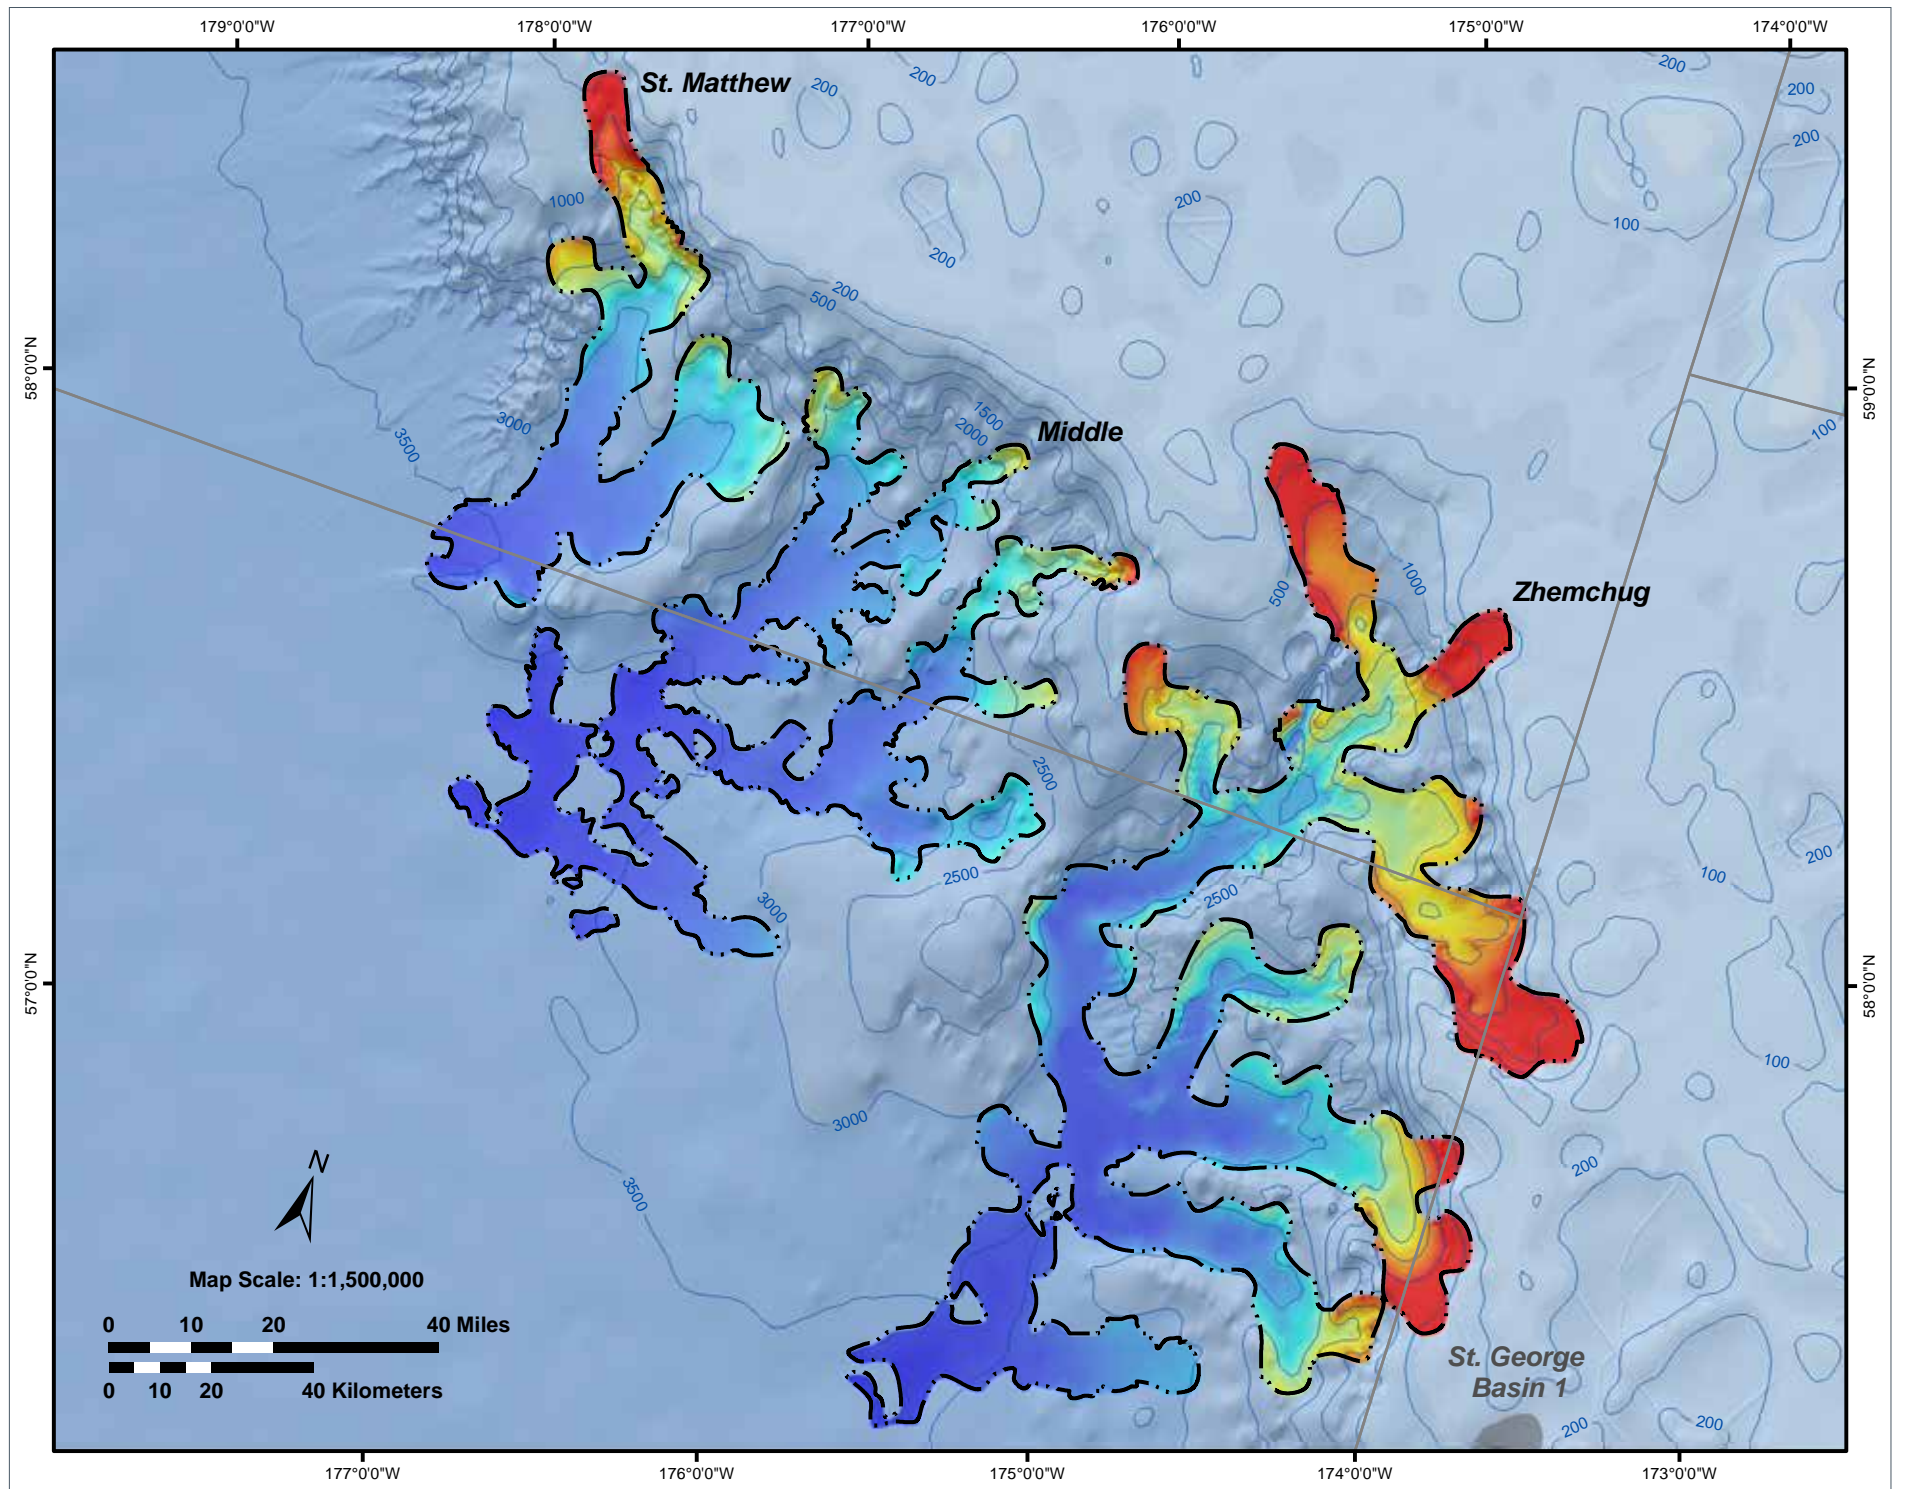 179°0'0"W 178°0'0"W 177°0'0"W 176°0'0"W 175°0'0"W 174°0'0"W
200
200
200
200
200
St. Matthew
200
1000
200
100
200
200
500
58°0'0"N
59°0'0"N
1500
2000
3000
3500
Middle
100
1000
500
Zhemchug
2500
200
2500
100
2500
3000
57°0'0"N
58°0'0"N
100
3000
N
200
3500
Map Scale: 1:1,500,000
0 10 20 40 Miles
0 10 20 40 Kilometers
St. George
Basin 1
200
200
177°0'0"W 176°0'0"W 175°0'0"W 174°0'0"W 173°0'0"W